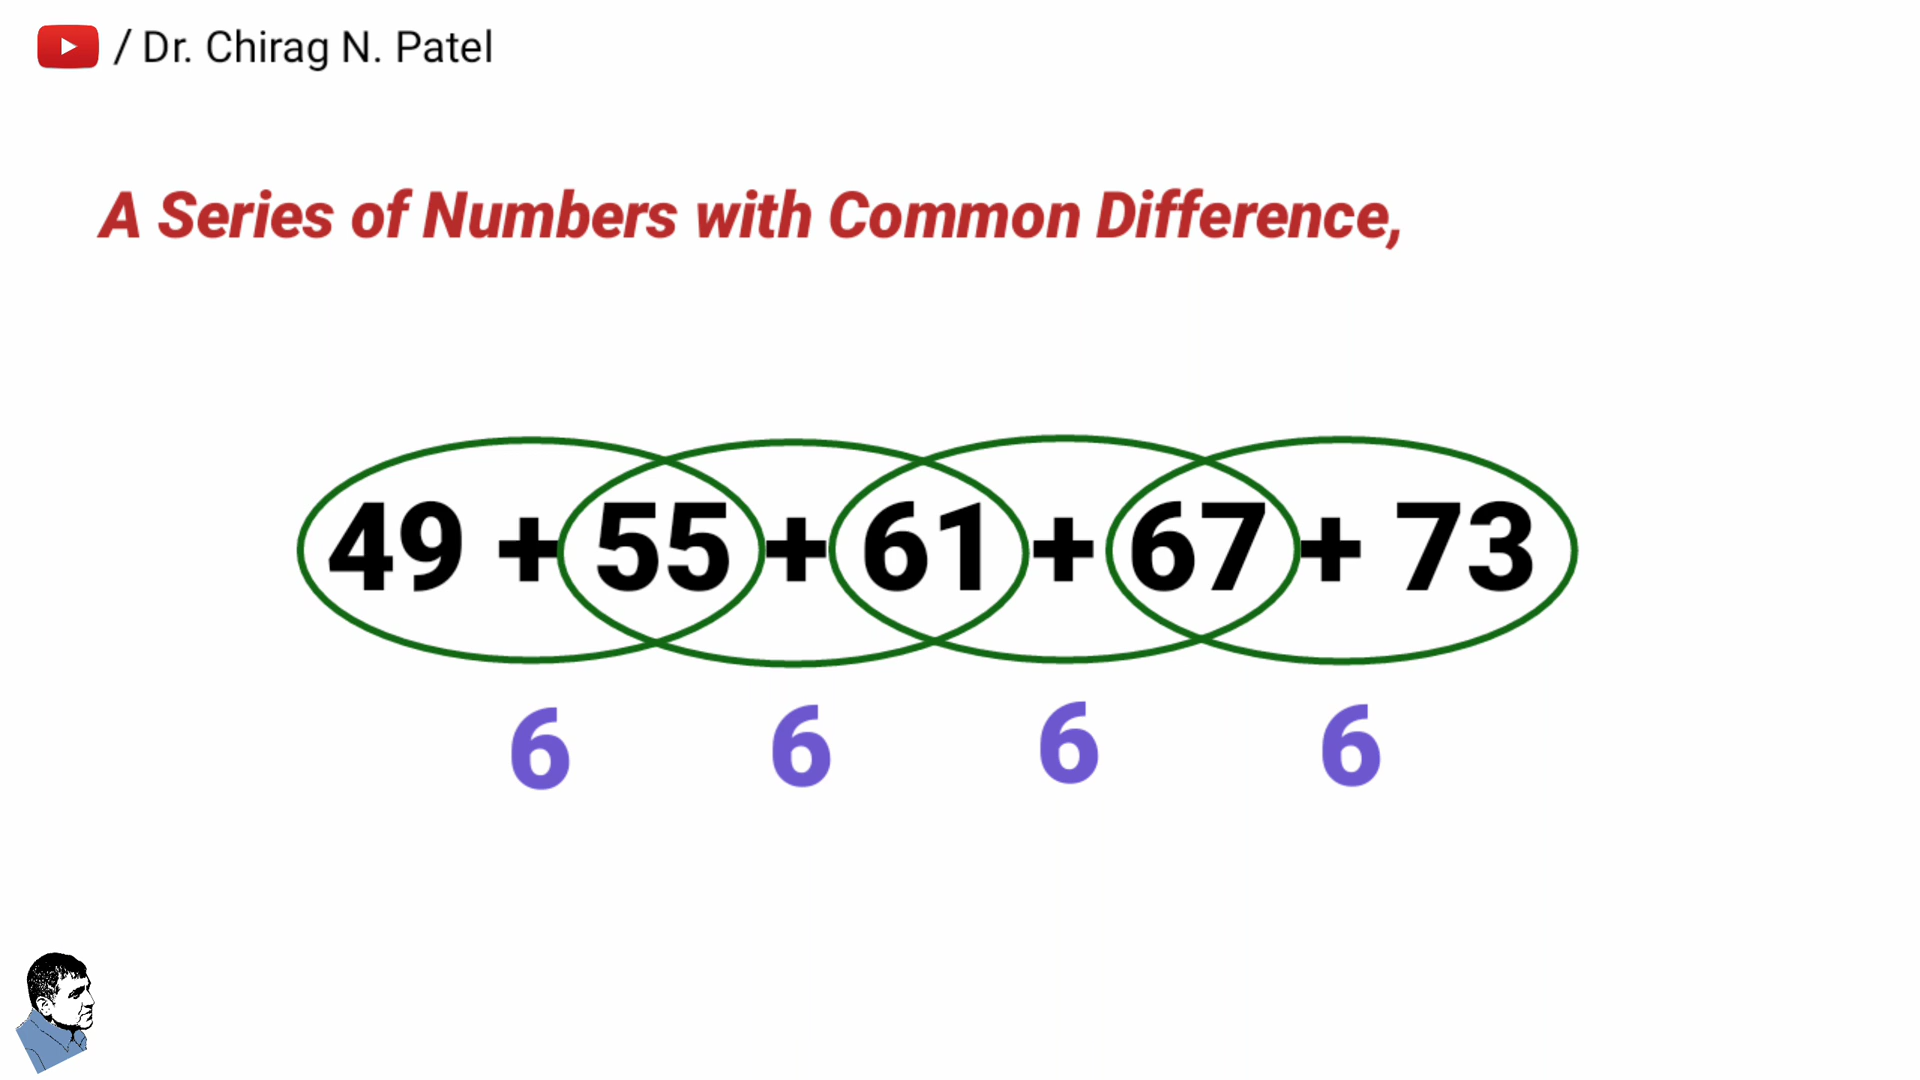 / Dr. Chirag N. Patel
A Series of Numbers with Common Difference,
49 + 55 + 61 + 67 + 73
6 6 6 6